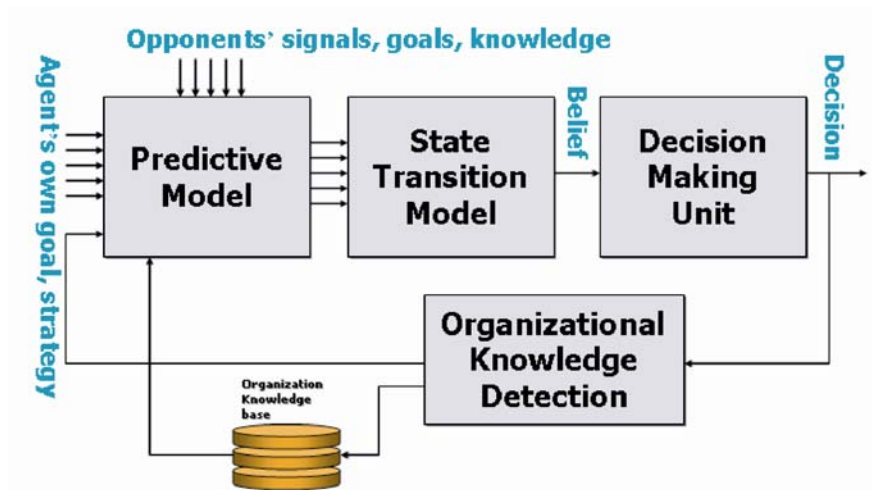 Opponents' signals, goals, knowledge
Agent's own goal, strategy
Predictive
Model
State
Transition
Model
Belief
Decision
Making
Unit
Decision
Organizational
Knowledge
Detection
Organization
Knowledge
base